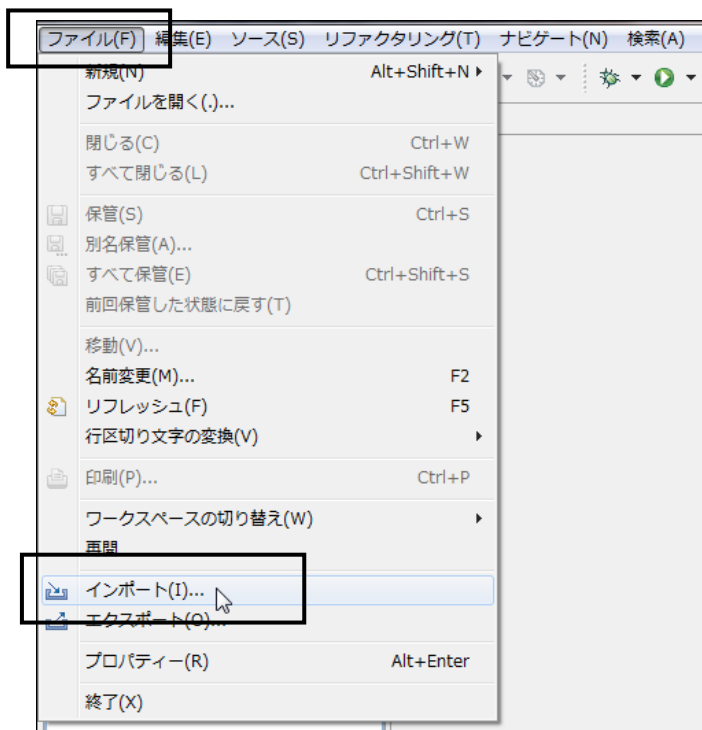 ファイル(F) 編集(E) ソース(S) リファクタリング(T) ナビゲート(N) 検索(A)
新規(N) Alt+Shift+N
ファイルを開く(.)...
閉じる(C) Ctrl+W
すべて閉じる(L) Ctrl+Shift+W
保管(S) Ctrl+S
別名保管(A)...
すべて保管(E) Ctrl+Shift+S
前回保管した状態に戻す(T)
移動(V)...
名前変更(M)... F2
リフレッシュ(F) F5
行区切り文字の変換(V)
印刷(P)... Ctrl+P
ワークスペースの切り替え(W)
再開
インポート(I)...
エクスポート(O)...
プロパティー(R) Alt+Enter
終了(X)